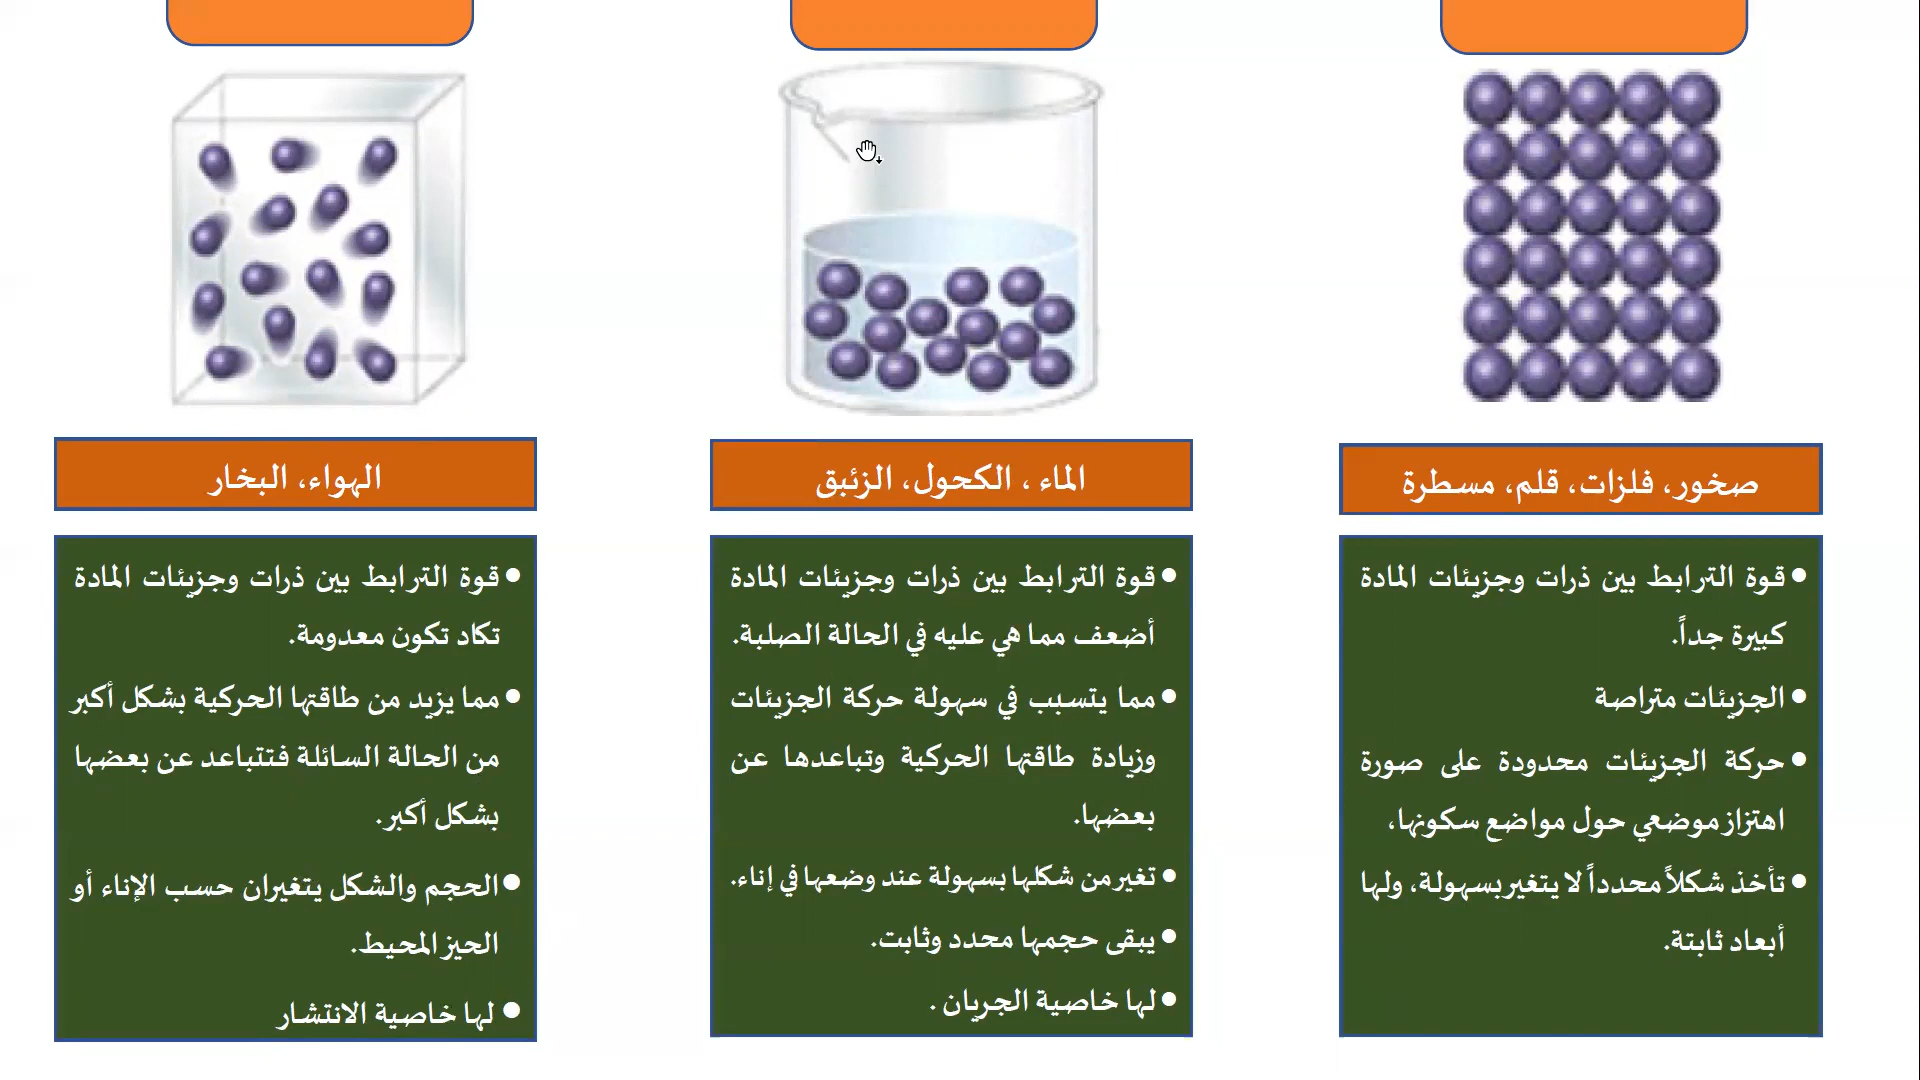 صخور، فلزات، قلم، مسطرة
• قوة الترابط بين ذرات وجزيئات المادة
كبيرة جداً.
• الجزيئات متراصة
• حركة الجزيئات محدودة على صورة
اهتزاز موضعي حول مواضع سكونها،
• تأخذ شكلاً محدداً لا يتغير بسهولة، ولها
أبعاد ثابتة.
الماء ، الكحول، الزئبق
• قوة الترابط بين ذرات وجزيئات المادة
أضعف مما هي عليه في الحالة الصلبة.
• مما يتسبب في سهولة حركة الجزيئات
وزيادة طاقتها الحركية وتباعدها عن
بعضها.
• تغير من شكلها بسهولة عند وضعها في إناء.
• يبقى حجمها محدد وثابت.
• لها خاصية الجريان .
الهواء، البخار
• قوة الترابط بين ذرات وجزيئات المادة
تكاد تكون معدومة.
• مما يزيد من طاقتها الحركية بشكل أكبر
من الحالة السائلة فتتباعد عن بعضها
بشكل أكبر.
• الحجم والشكل يتغيران حسب الإناء أو
الحيز المحيط.
• لها خاصية الانتشار